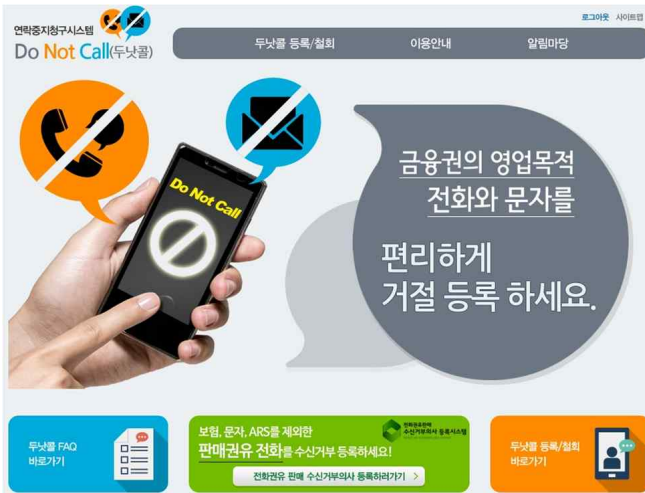 로그아웃 사이트맵
연락중지청구시스템
Do Not Call(두낫콜)
두낫콜 등록/철회 이용안내 알림마당
Do Not Call
금융권의 영업목적
전화와 문자를
편리하게
거절 등록 하세요.
두낫콜 FAQ
바로가기
보험, 문자, ARS를 제외한
판매권유 전화를 수신거부 등록하세요!
전화권유판매
수신거부의사 등록시스템
전화권유 판매 수신거부의사 등록하러가기 >
두낫콜 등록/철회
바로가기